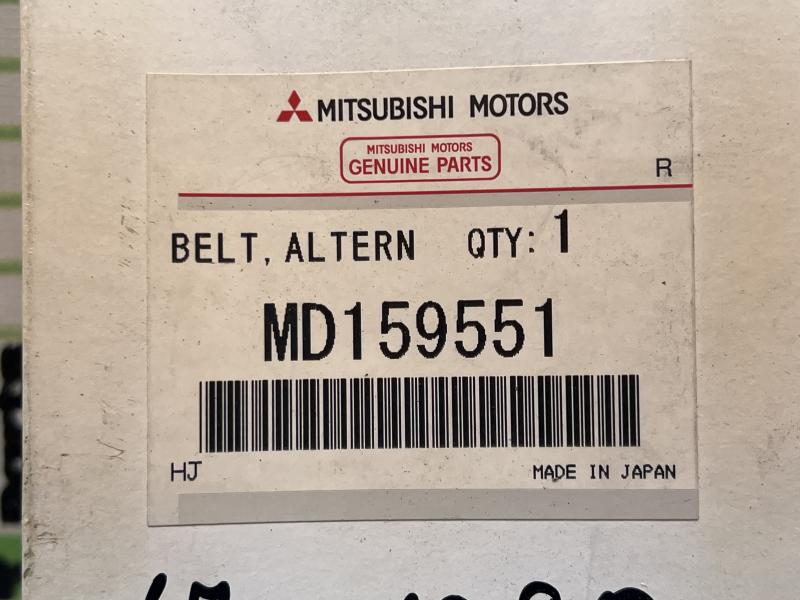 MITSUBISHI MOTORS
MITSUBISHI MOTORS
GENUINE PARTS
R
BELT, ALTERN QTY: 1
MD159551
HJ MADE IN JAPAN